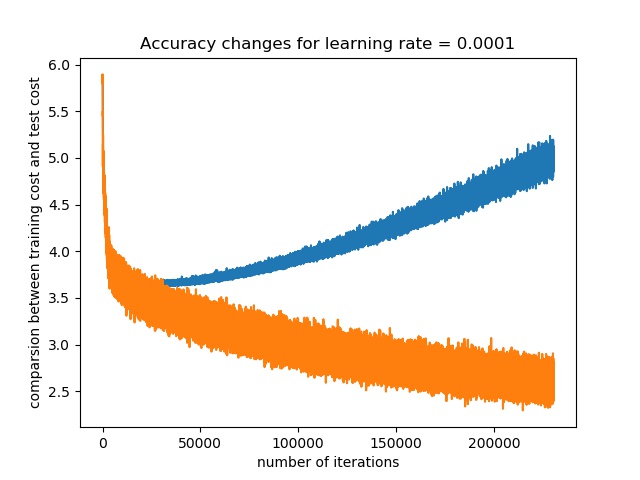 Accuracy changes for learning rate = 0.0001
comparsion between training cost and test cost
6.0
5.5
5.0
4.5
4.0
3.5
3.0
2.5
0 50000 100000 150000 200000
number of iterations